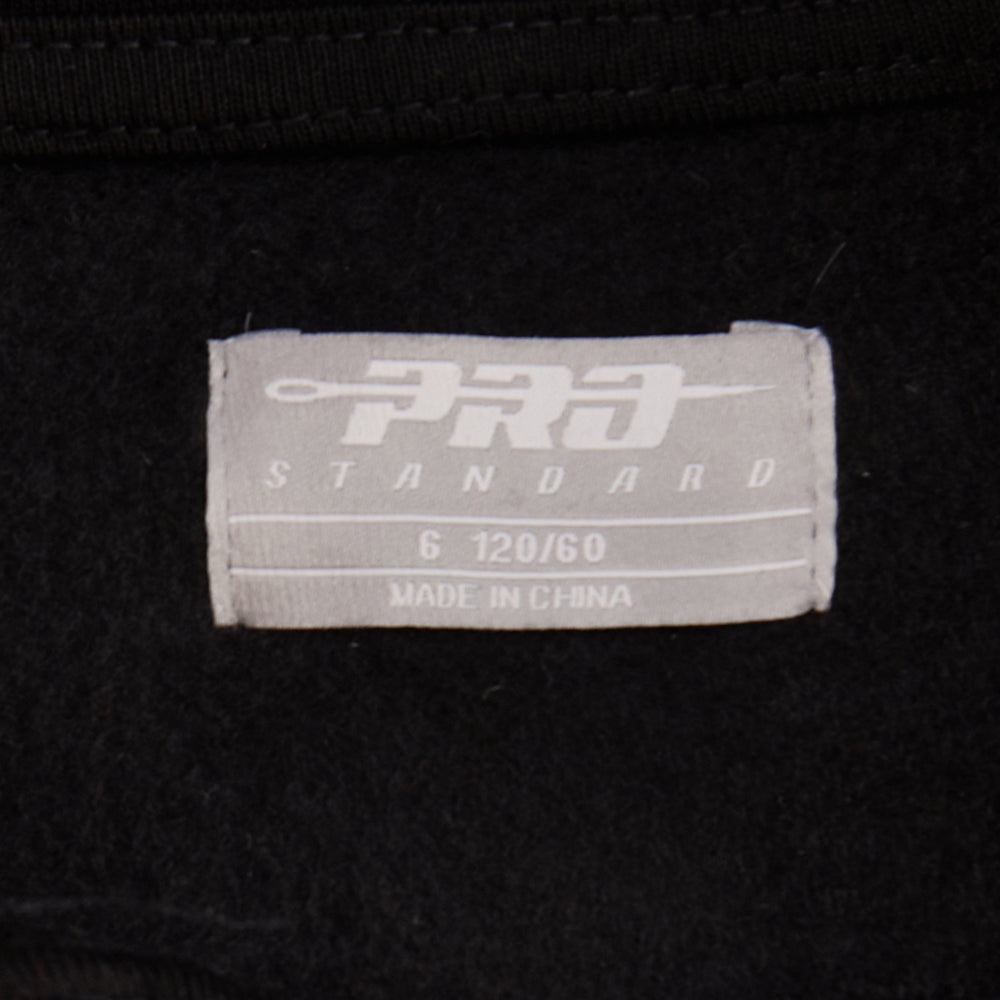 PRO
STANDARD
6 120/60
MADE IN CHINA